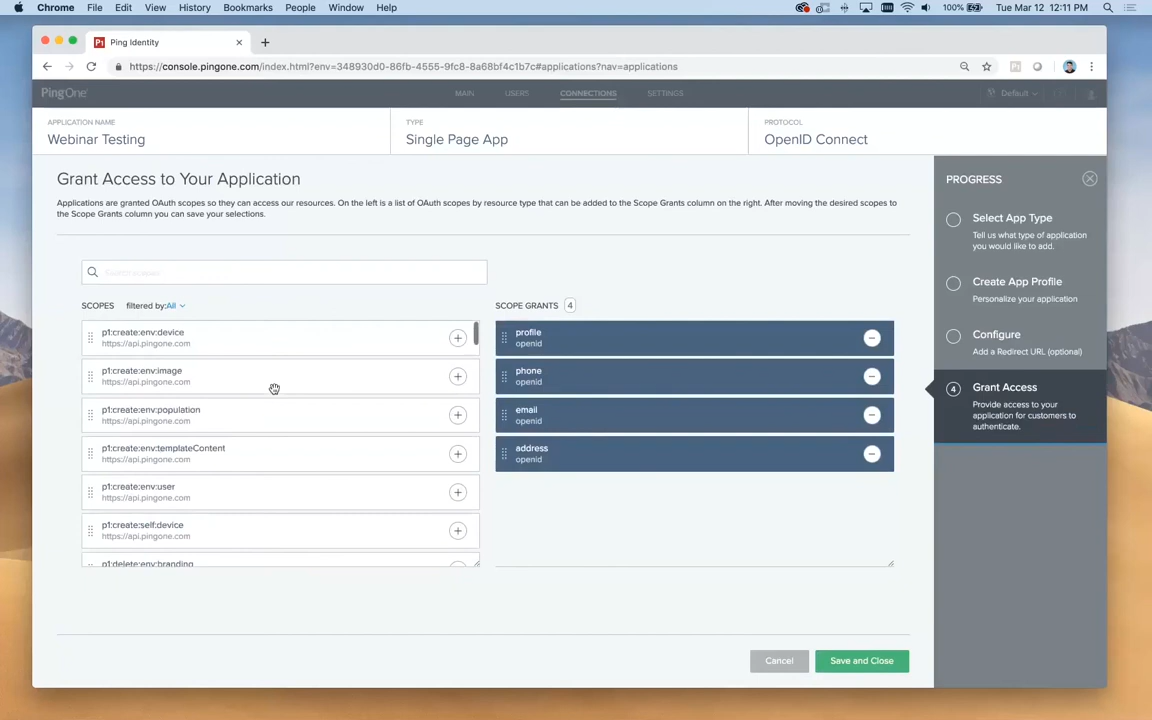 Chrome File Edit View History Bookmarks People Window Help 100% Tue Mar 12 12:11 PM
Ping Identity
https://console.pingone.com/index.html?env=348930d0-86fb-4555-9fc8-8a68bf4c1b7c#applications?nav=applications
PingOne MAIN USERS CONNECTIONS SETTINGS Default
APPLICATION NAME
Webinar Testing
TYPE
Single Page App
PROTOCOL
OpenID Connect
Grant Access to Your Application
Applications are granted OAuth scopes so they can access our resources. On the left is a list of OAuth scopes by resource type that can be added to the Scope Grants column on the right. After moving the desired scopes to
the Scope Grants column you can save your selections.
Search scopes
SCOPES filtered by:All
p1:create:env:device
https://api.pingone.com
p1:create:env:image
https://api.pingone.com
p1:create:env:population
https://api.pingone.com
p1:create:env:templateContent
https://api.pingone.com
p1:create:env:user
https://api.pingone.com
p1:create:self:device
https://api.pingone.com
p1:delete:env:branding
SCOPE GRANTS 4
profile
openid
phone
openid
email
openid
address
openid
Cancel Save and Close
PROGRESS
Select App Type
Tell us what type of application
you would like to add.
Create App Profile
Personalize your application
Configure
Add a Redirect URL (optional)
4 Grant Access
Provide access to your
application for customers to
authenticate.